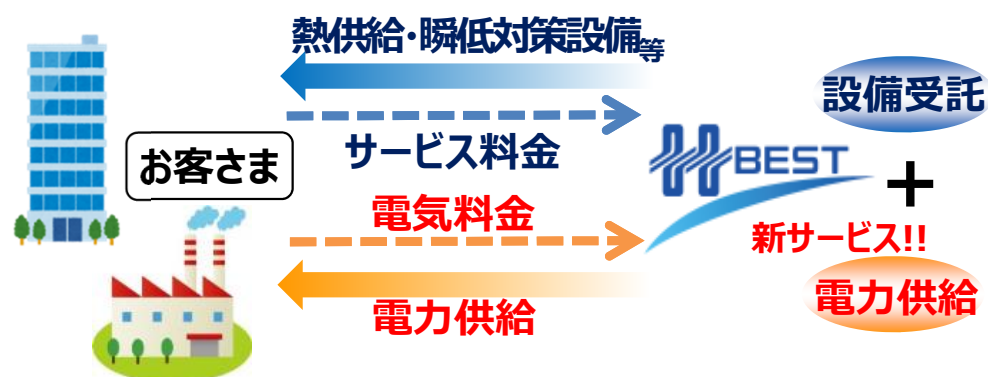 熱供給・瞬低対策設備等
設備受託
サービス料金
お客さま
BEST
+
電気料金
新サービス!!
電力供給
電力供給